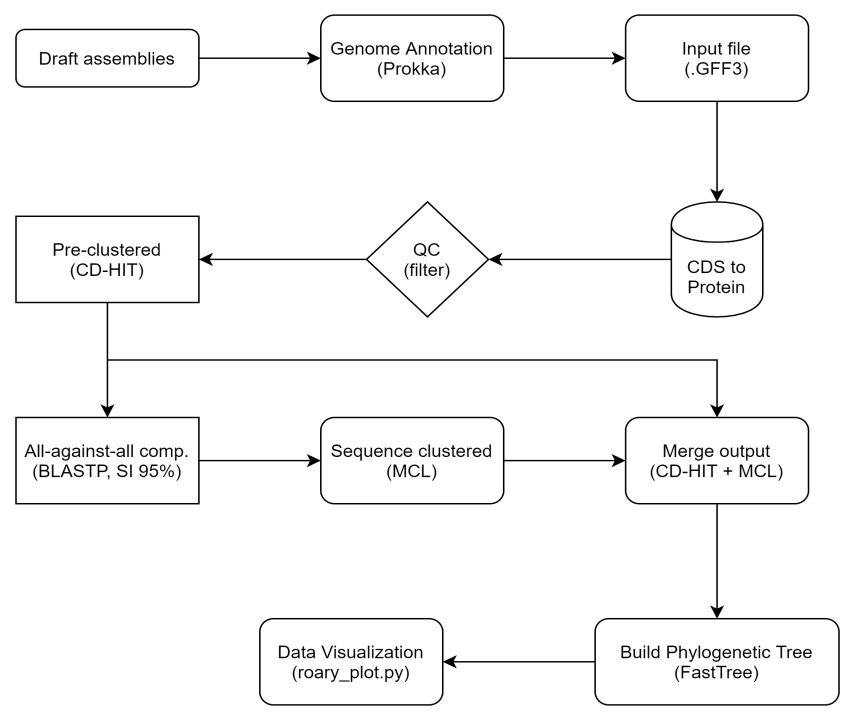 Draft assemblies
Genome Annotation
(Prokka)
Input file
(.GFF3)
CDS to
Protein
QC
(filter)
Pre-clustered
(CD-HIT)
All-against-all comp.
(BLASTP, SI 95%)
Sequence clustered
(MCL)
Merge output
(CD-HIT + MCL)
Build Phylogenetic Tree
(FastTree)
Data Visualization
(roary_plot.py)